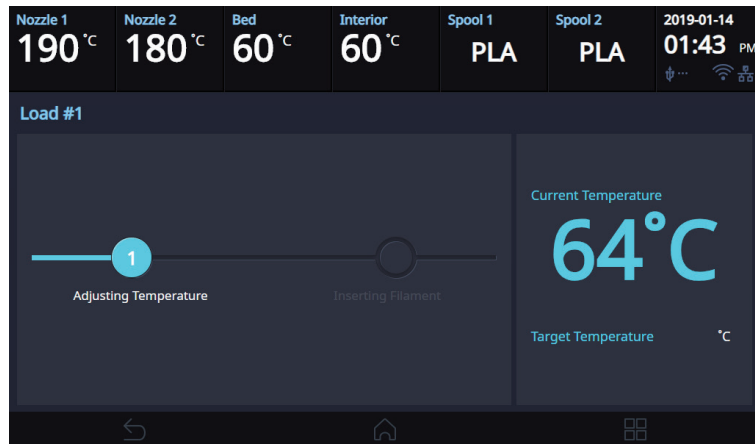 Nozzle 1
190 °C
Nozzle 2
180 °C
Bed
60 °C
Interior
60 °C
Spool 1
PLA
Spool 2
PLA
2019-01-14
01:43 PM
Load #1
1
Adjusting Temperature
Inserting Filament
Current Temperature
64°C
Target Temperature °C